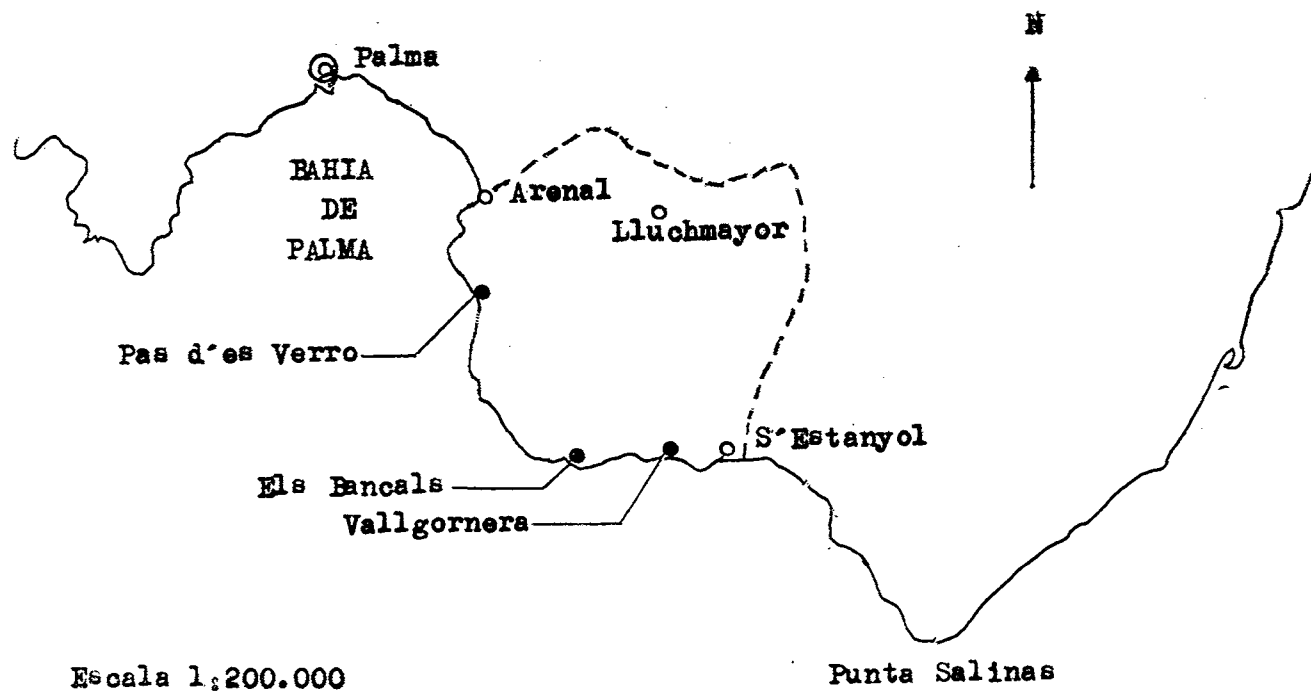 N
Palma
BAHIA
DE
PALMA
Arenal
Lluchmayor
Pas d´es Verro
S´Estanyol
Els Bancals
Vallgornera
Escala 1:200.000
Punta Salinas